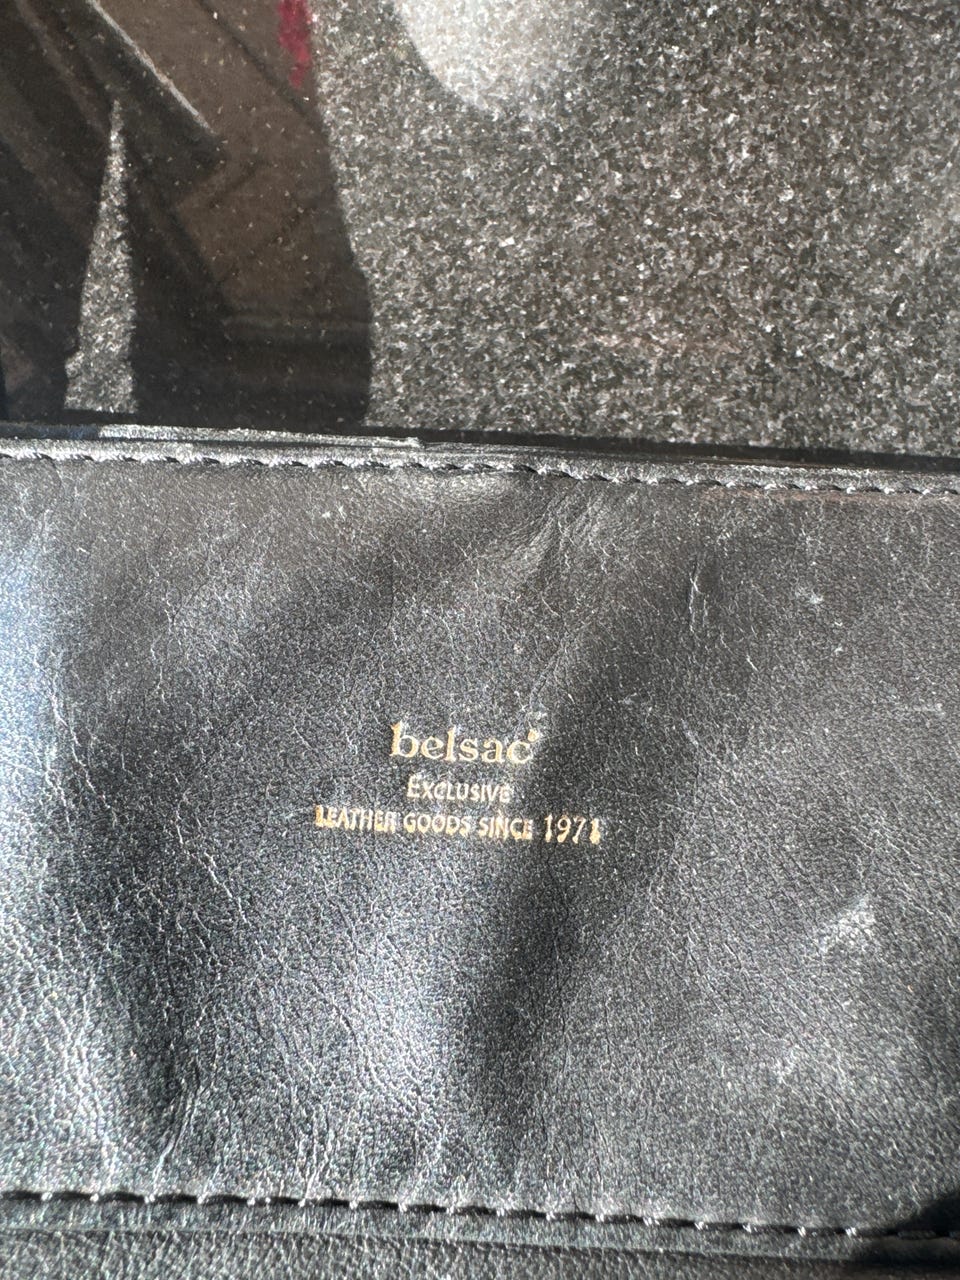 belsac
EXCLUSIVE
LEATHER GOODS SINCE 1971